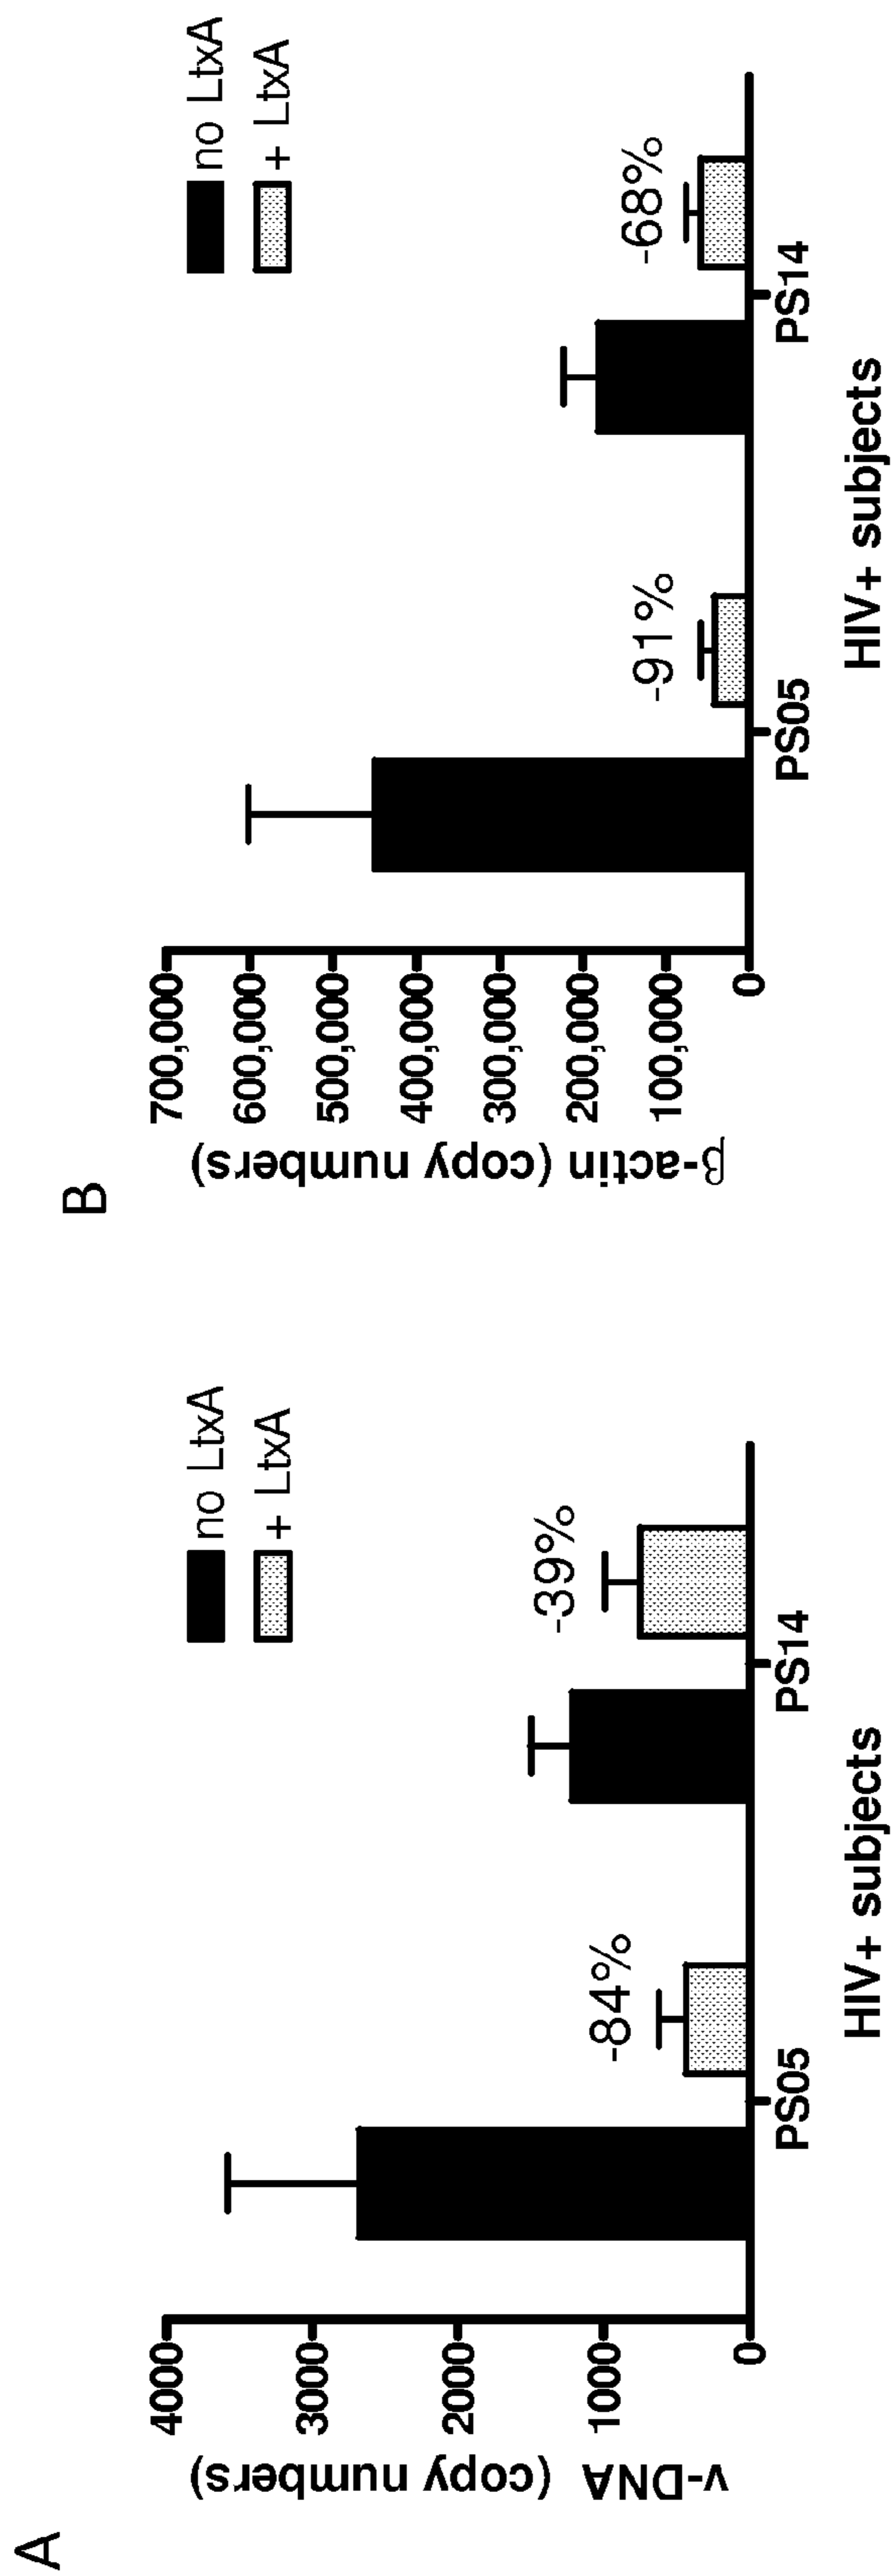 A
v-DNA (copy numbers)
4000
3000
2000
1000
0
no LtxA
+ LtxA
-84%
-39%
PS05
PS14
HIV+ subjects
B
β-actin (copy numbers)
700,000
600,000
500,000
400,000
300,000
200,000
100,000
0
no LtxA
+ LtxA
-91%
-68%
PS05
PS14
HIV+ subjects